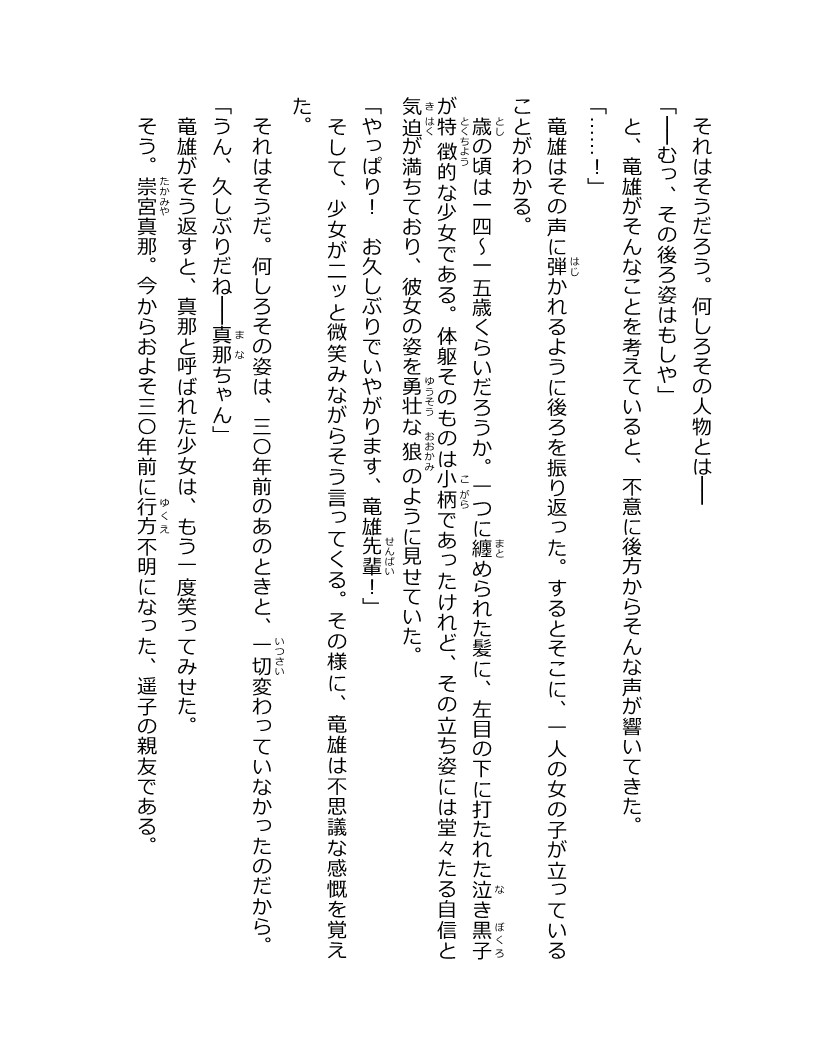 それはそうだろう。何しろその人物とは――
「――むっ、その後ろ姿はもしや」
と、竜雄がそんなことを考えていると、不意に後方からそんな声が響いてきた。
「……！」
竜雄はその声に弾かれるように後ろを振り返った。するとそこに、一人の女の子が立っている
ことがわかる。
歳の頃は一四～一五歳くらいだろうか。一つに纏められた髪に、左目の下に打たれた泣き黒子
が特徴的な少女である。体躯そのものは小柄であったけれど、その立ち姿には堂々たる自信と
気迫が満ちており、彼女の姿を勇壮な狼のように見せていた。
「やっぱり！　お久しぶりでいやがります、竜雄先輩！」
そして、少女がニッと微笑みながらそう言ってくる。その様に、竜雄は不思議な感慨を覚え
た。
それはそうだ。何しろその姿は、三〇年前のあのときと、一切変わっていなかったのだから。
「うん、久しぶりだね――真那ちゃん」
竜雄がそう返すと、真那と呼ばれた少女は、もう一度笑ってみせた。
そう。崇宮真那。今からおよそ三〇年前に行方不明になった、遥子の親友である。